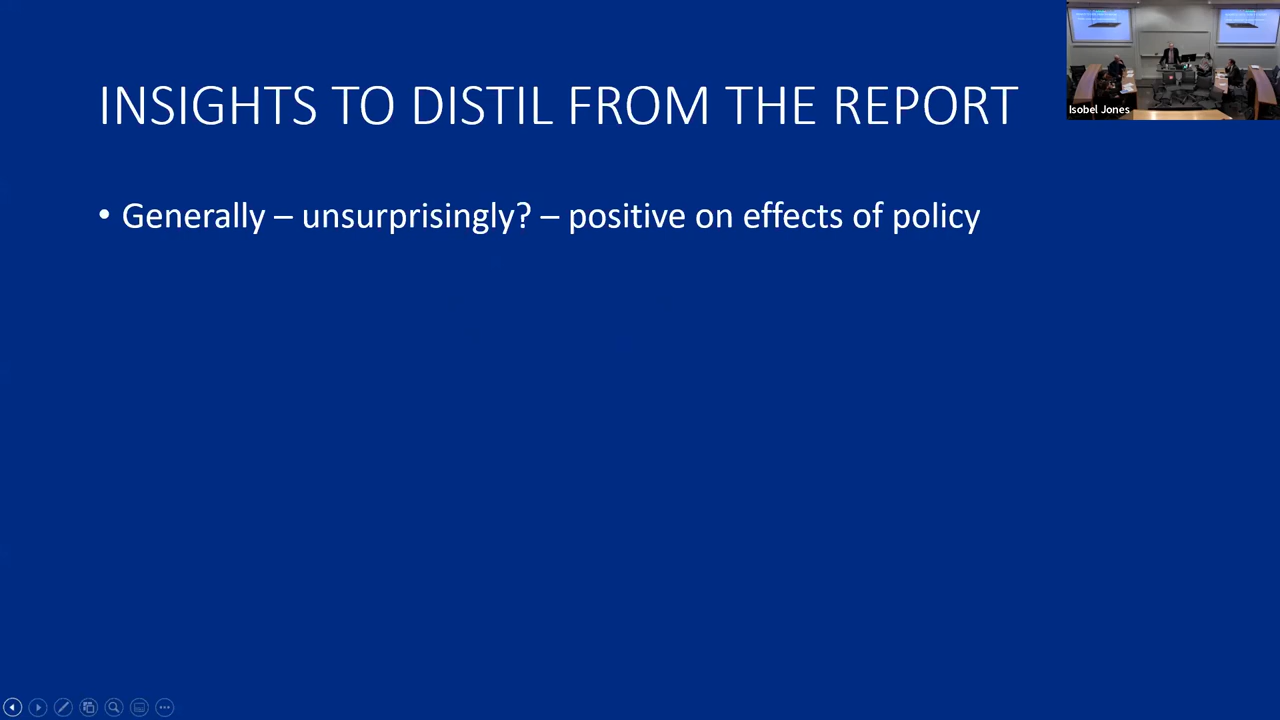 INSIGHTS TO DISTIL FROM THE REPORT
Isobel Jones
• Generally – unsurprisingly? – positive on effects of policy